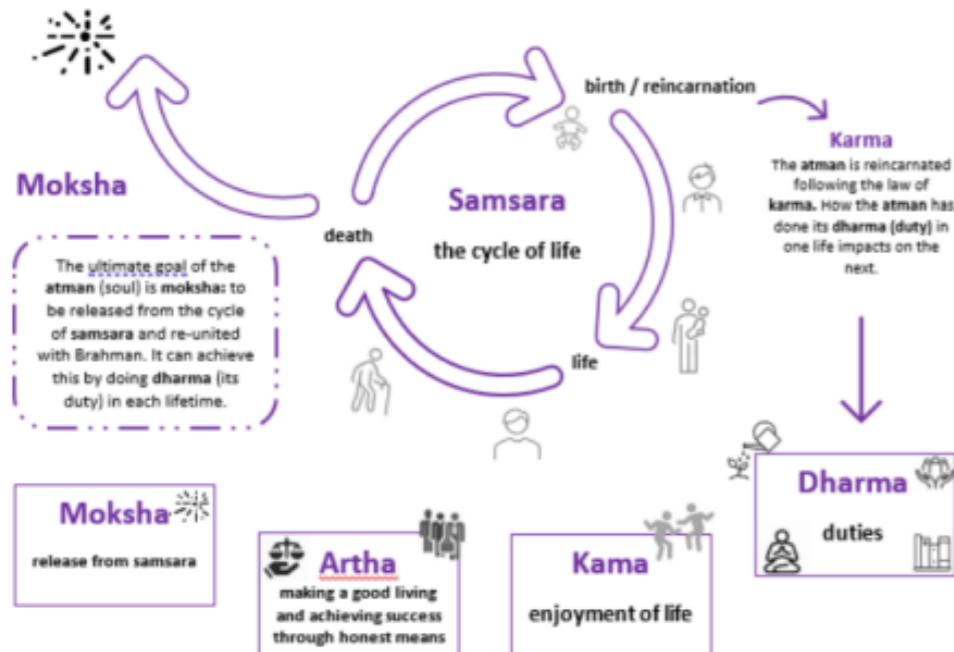 birth / reincarnation
Karma
The atman is reincarnated
following the law of
karma. How the atman has
done its dharma (duty) in
one life impacts on the
next.
Moksha
Samsara
death
the cycle of life
The ultimate goal of the
atman (soul) is moksha: to
be released from the cycle
of samsara and re-united
with Brahman. It can achieve
this by doing dharma (its
duty) in each lifetime.
life
Moksha
release from samsara
Artha
making a good living
and achieving success
through honest means
Kama
enjoyment of life
Dharma
duties